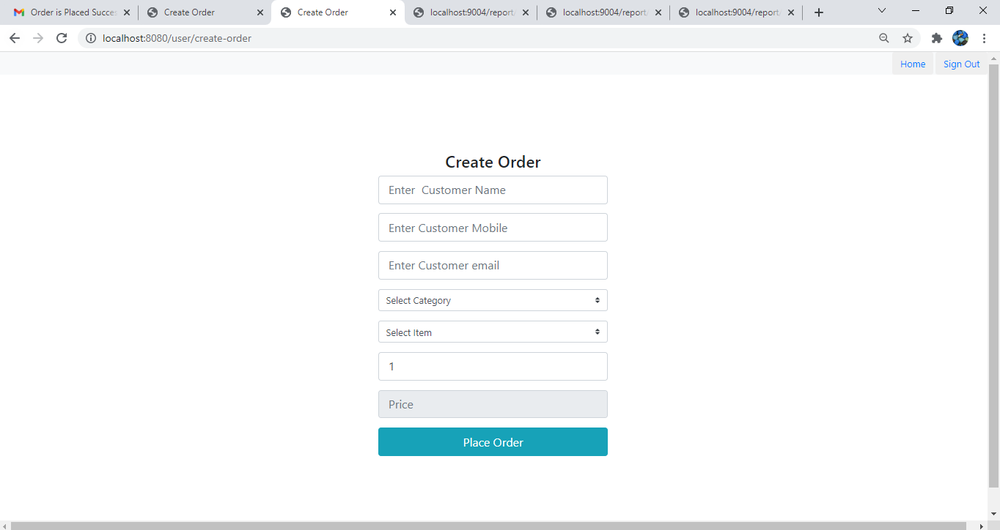 Order is Placed Succes
Create Order
Create Order
localhost:9004/report/
localhost:9004/report/
localhost:9004/report/
localhost:8080/user/create-order
Home
Sign Out
Create Order
Enter  Customer Name
Enter Customer Mobile
Enter Customer email
Select Category
Select Item
1
Price
Place Order